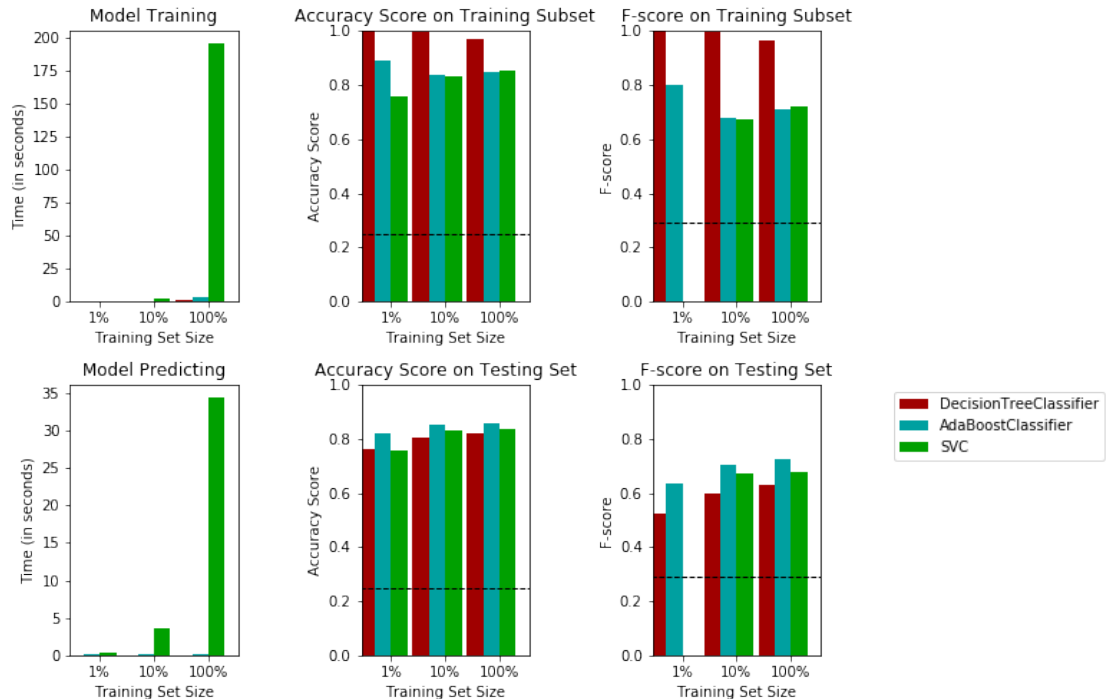 Model Training
Accuracy Score on Training Subset
F-score on Training Subset
Time (in seconds)
200
175
150
125
100
75
50
25
0
1%
10%
100%
Training Set Size
Accuracy Score
1.0
0.8
0.6
0.4
0.2
0.0
1%
10%
100%
Training Set Size
F-score
1.0
0.8
0.6
0.4
0.2
0.0
1%
10%
100%
Training Set Size
Model Predicting
Accuracy Score on Testing Set
F-score on Testing Set
Time (in seconds)
35
30
25
20
15
10
5
0
1%
10%
100%
Training Set Size
Accuracy Score
1.0
0.8
0.6
0.4
0.2
0.0
1%
10%
100%
Training Set Size
F-score
1.0
0.8
0.6
0.4
0.2
0.0
1%
10%
100%
Training Set Size
DecisionTreeClassifier
AdaBoostClassifier
SVC